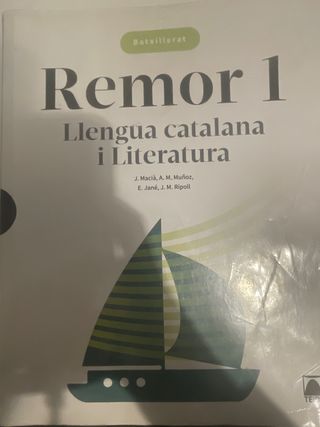 Batxillerat
Remor 1
Llengua catalana
i Literatura
J. Macià, A. M. Muñoz,
E. Jané, J. M. Ripoll